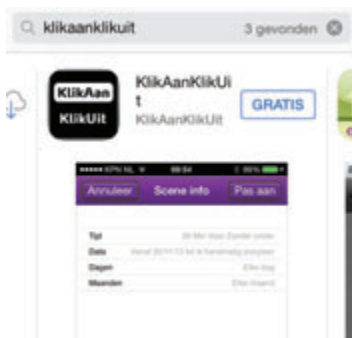 klikaanklikuit 3 gevonden
KlikAan
KlikUit
KlikAanKlikUi
t
KlikAanKlikUit
GRATIS
Annuleer Scene info Pas aan
Tijd
Data
Dagen Elke dag
Maanden Elke maand